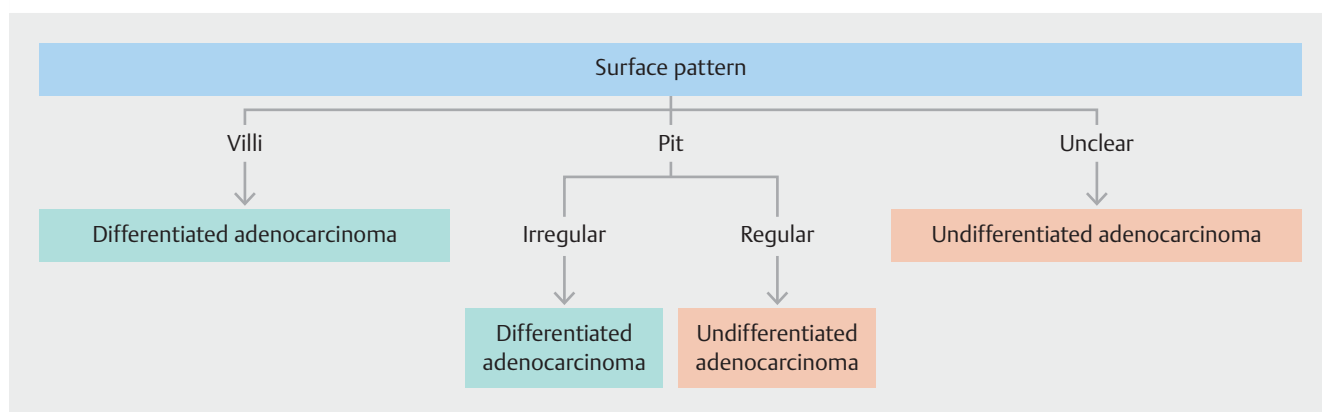 Surface pattern
Villi
Pit
Unclear
Differentiated adenocarcinoma
Irregular
Regular
Undifferentiated adenocarcinoma
Differentiated
adenocarcinoma
Undifferentiated
adenocarcinoma